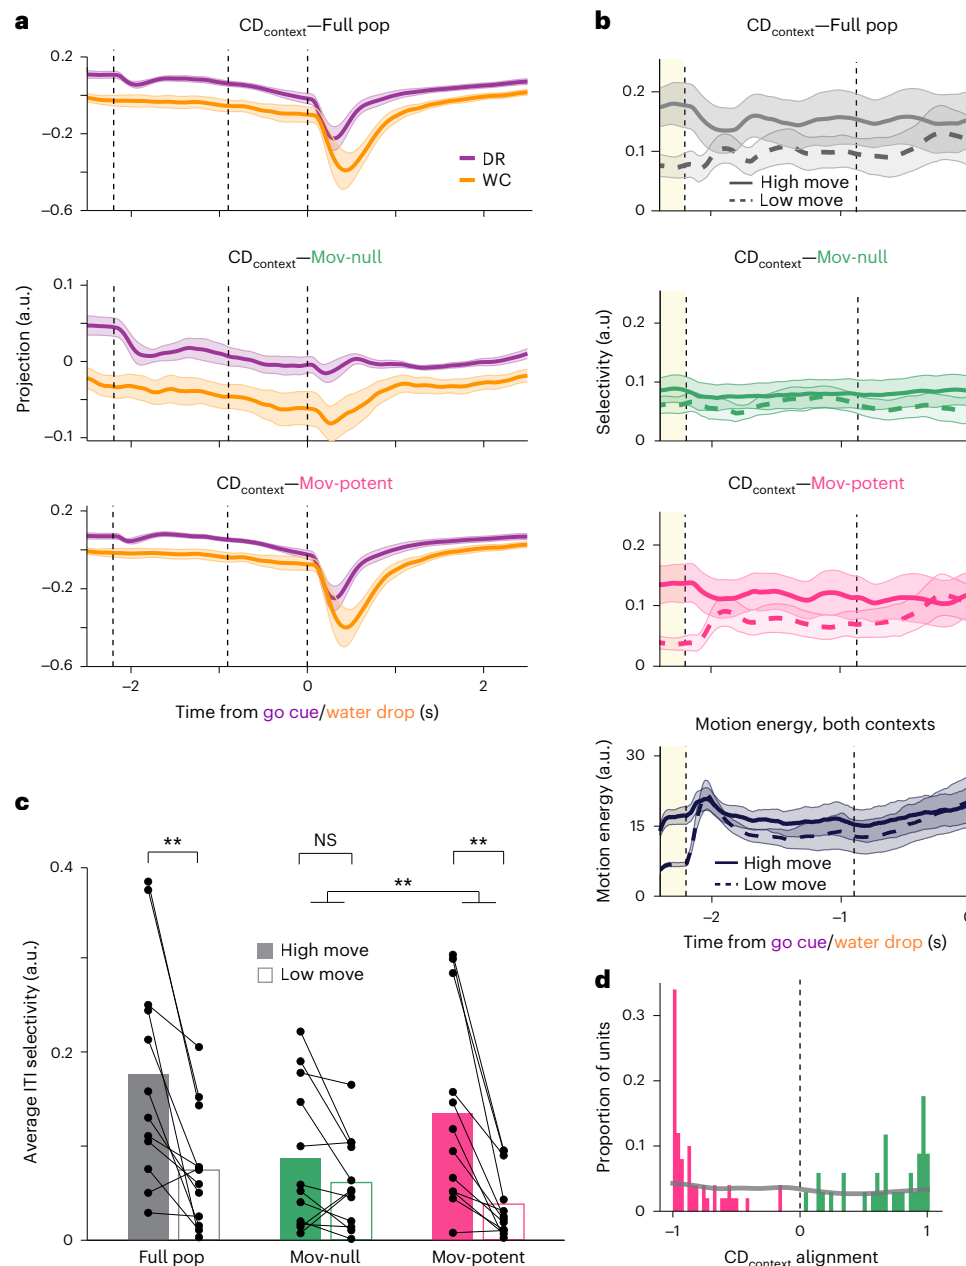 a
CDcontext—Full pop
0.2
–0.2
–0.6
DR
WC
CDcontext—Mov-null
0.1
0
–0.1
Projection (a.u.)
CDcontext—Mov-potent
0.2
–0.2
–0.6
–2
0
2
Time from go cue/water drop (s)
b
CDcontext—Full pop
0.2
0.1
0
High move
Low move
CDcontext—Mov-null
0.2
0.1
0
Selectivity (a.u)
CDcontext—Mov-potent
0.2
0.1
0
Motion energy, both contexts
30
15
0
Motion energy (a.u.)
High move
Low move
–2
–1
0
Time from go cue/water drop (s)
c
**
NS
**
**
0.4
0.2
0
Average ITI selectivity (a.u.)
High move
Low move
Full pop
Mov-null
Mov-potent
d
0.3
0.2
0.1
0
Proportion of units
–1
0
1
CDcontext alignment